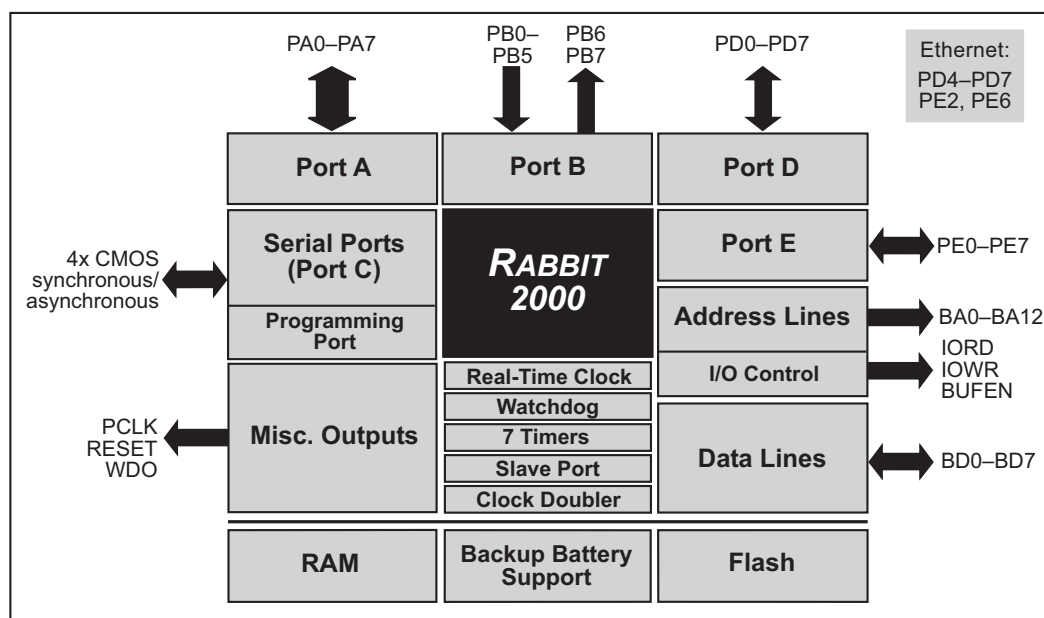 PA0–PA7
PB0–
PB5
PB6
PB7
PD0–PD7
Ethernet:
PD4–PD7
PE2, PE6
Port A
Port B
Port D
4x CMOS
synchronous/
asynchronous
Serial Ports
(Port C)
Programming
Port
RABBIT
2000
Port E
PE0–PE7
Address Lines
BA0–BA12
I/O Control
IORD
IOWR
BUFEN
PCLK
RESET
WDO
Misc. Outputs
Real-Time Clock
Watchdog
7 Timers
Slave Port
Clock Doubler
Data Lines
BD0–BD7
RAM
Backup Battery
Support
Flash